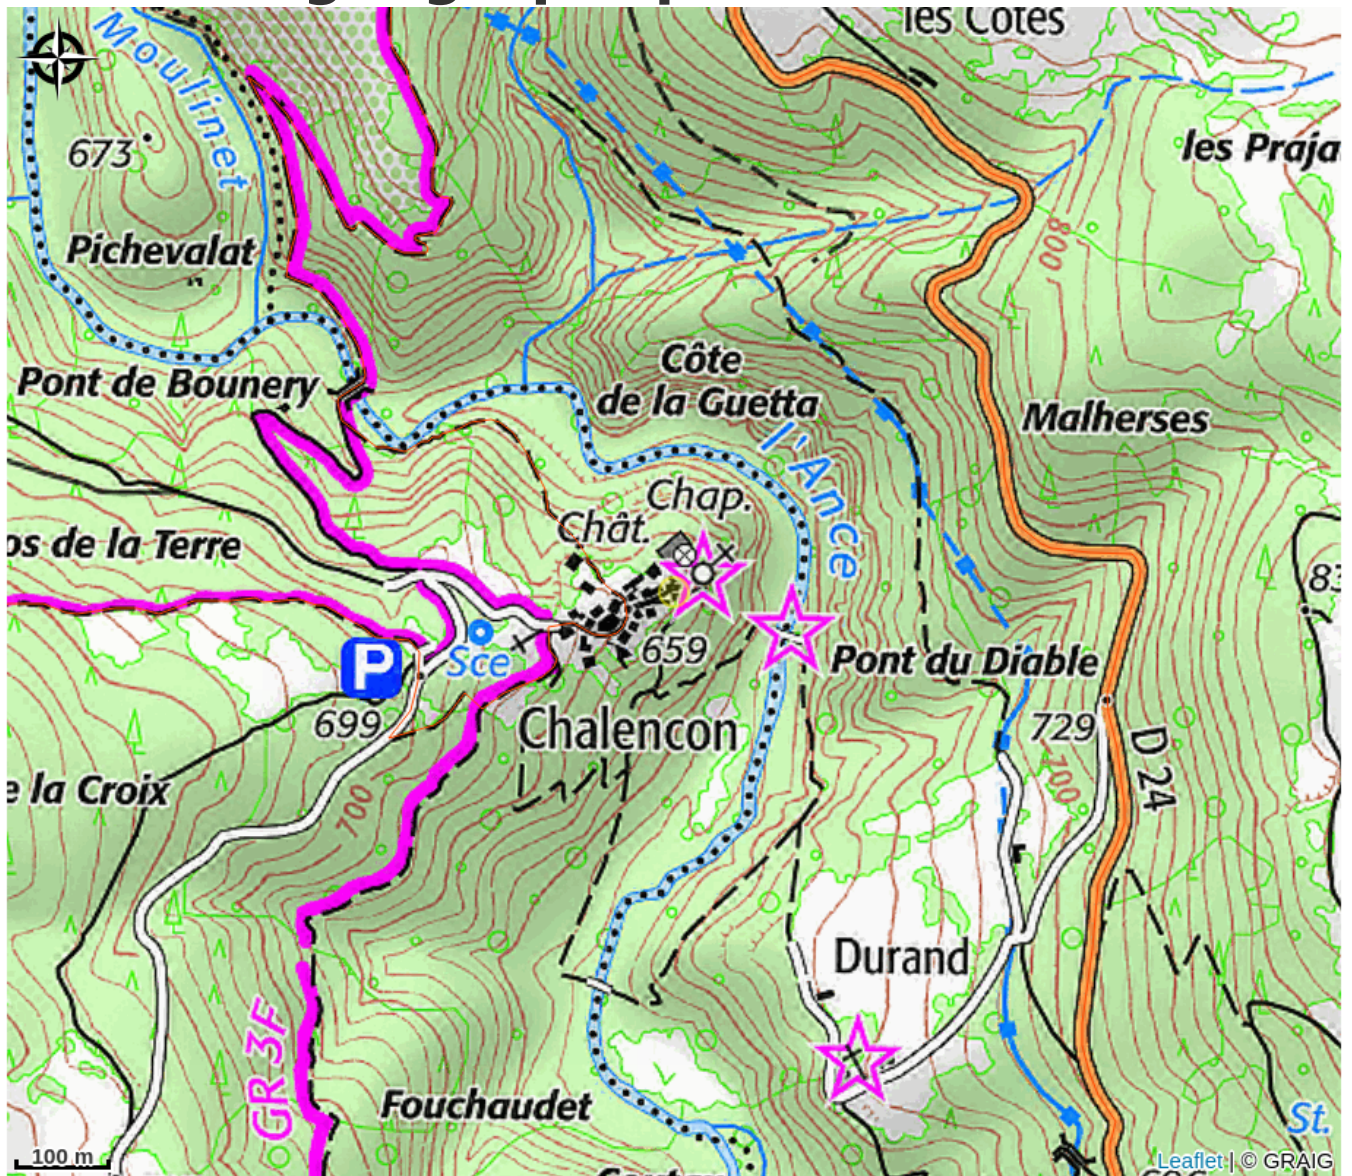 les Côtes
Moulinet
673
les Praja
Pichevalat
800
Côte
de la Guetta
Pont de Bounery
Malherses
l'Ance
Chap.
Chât.
os de la Terre
83
P
Sce
659
Pont du Diable
699
Chalencon
729
D 24
e la Croix
700
700
Durand
GR 3F
Fouchaudet
St.
100 m
Leaflet | © GRAIG